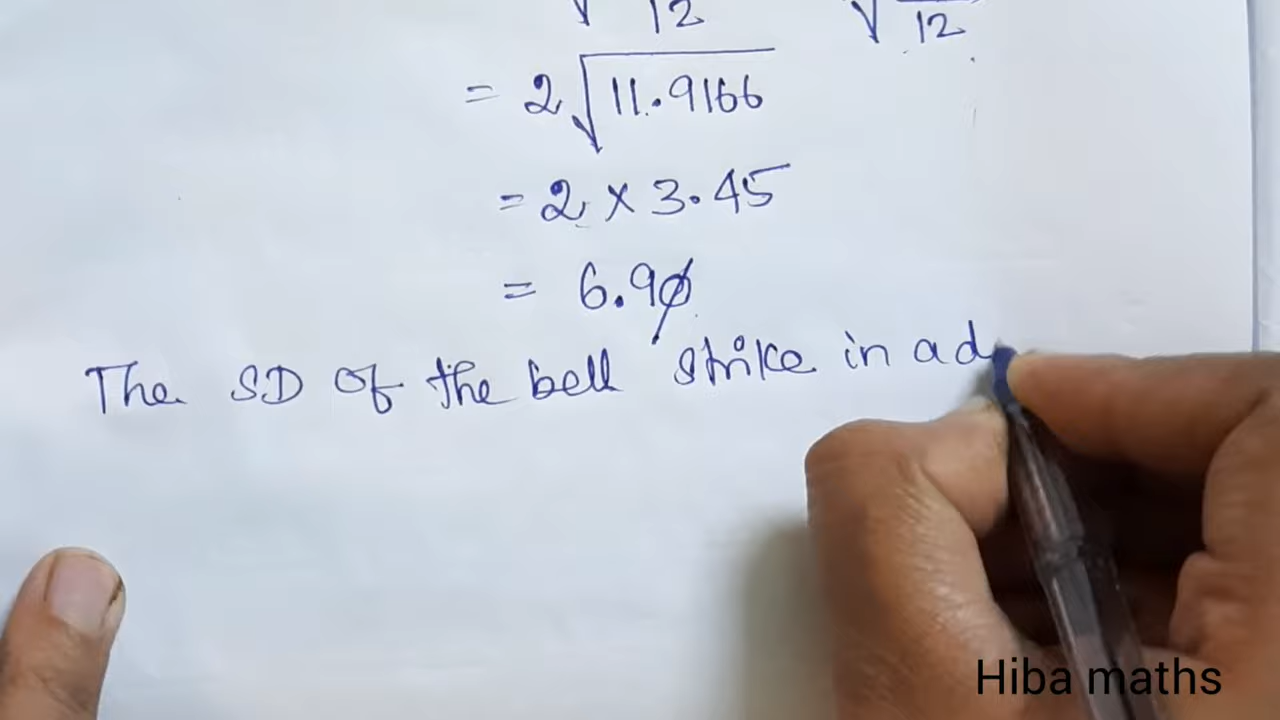 √ 12 √ 12
= 2√11.9166
= 2 × 3.45
= 6.90
The SD of the bell strike in a d
Hiba maths